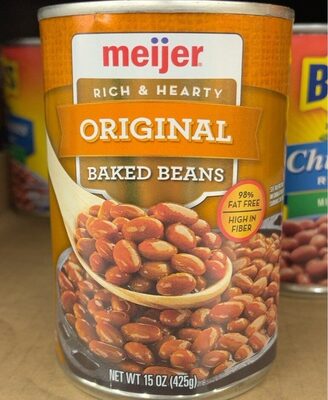 meijer
RICH & HEARTY
ORIGINAL
BAKED BEANS
98%
FAT FREE
HIGH IN
FIBER
NET WT 15 OZ (425g)